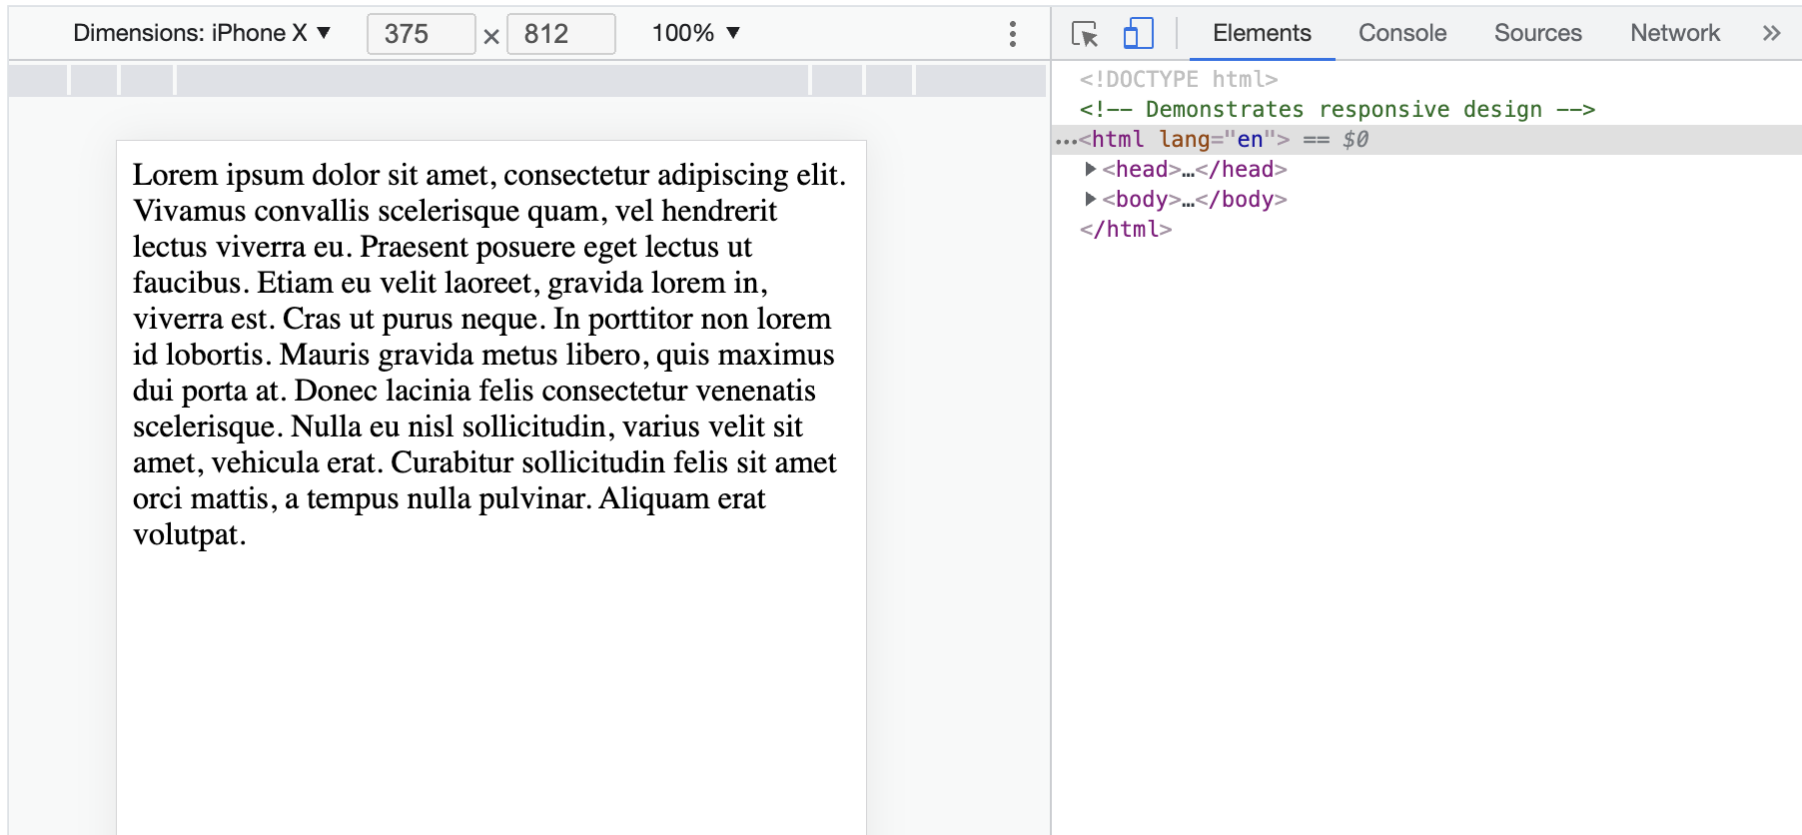 Dimensions: iPhone X ▼ 375 × 812 100% ▼
Elements Console Sources Network »
Lorem ipsum dolor sit amet, consectetur adipiscing elit.
Vivamus convallis scelerisque quam, vel hendrerit
lectus viverra eu. Praesent posuere eget lectus ut
faucibus. Etiam eu velit laoreet, gravida lorem in,
viverra est. Cras ut purus neque. In porttitor non lorem
id lobortis. Mauris gravida metus libero, quis maximus
dui porta at. Donec lacinia felis consectetur venenatis
scelerisque. Nulla eu nisl sollicitudin, varius velit sit
amet, vehicula erat. Curabitur sollicitudin felis sit amet
orci mattis, a tempus nulla pulvinar. Aliquam erat
volutpat.
<!DOCTYPE html>
<!-- Demonstrates responsive design -->
…<html lang="en"> == $0
▶<head>…</head>
▶<body>…</body>
</html>